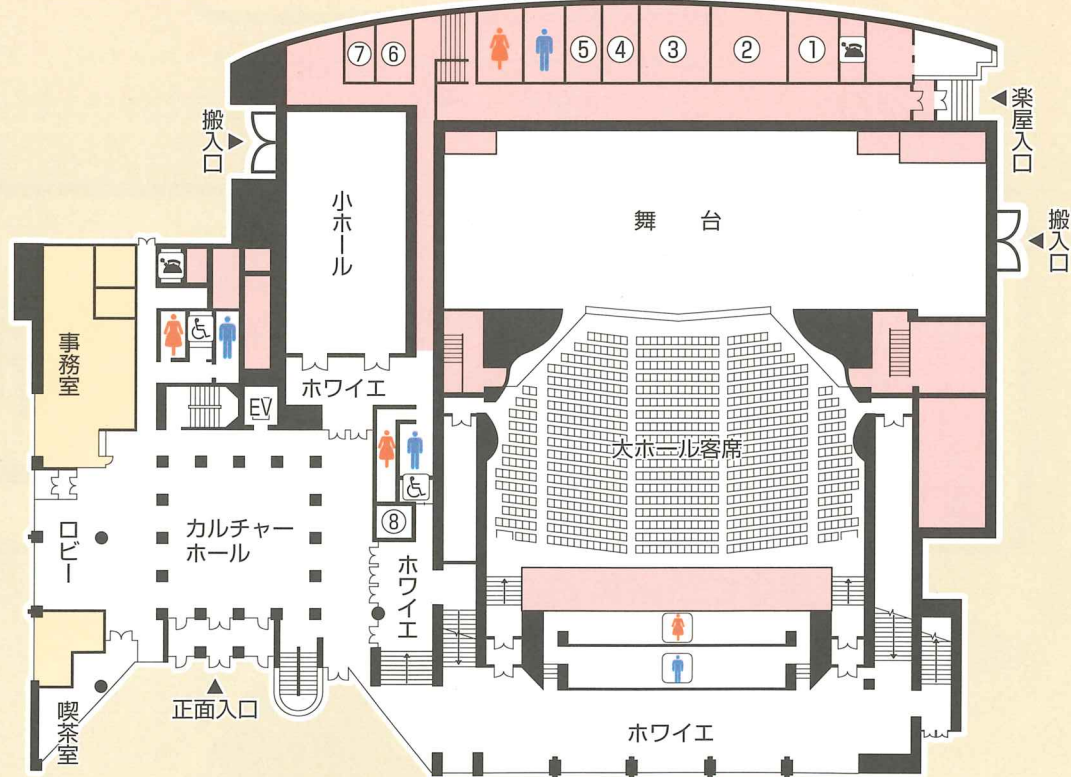 ⑦
⑥
⑤
④
③
②
①
楽屋入口
搬入口
小ホール
舞　台
搬入口
事務室
ホワイエ
EV
大ホール客席
⑧
ロビー
カルチャー
ホール
ホワイエ
正面入口
喫茶室
ホワイエ